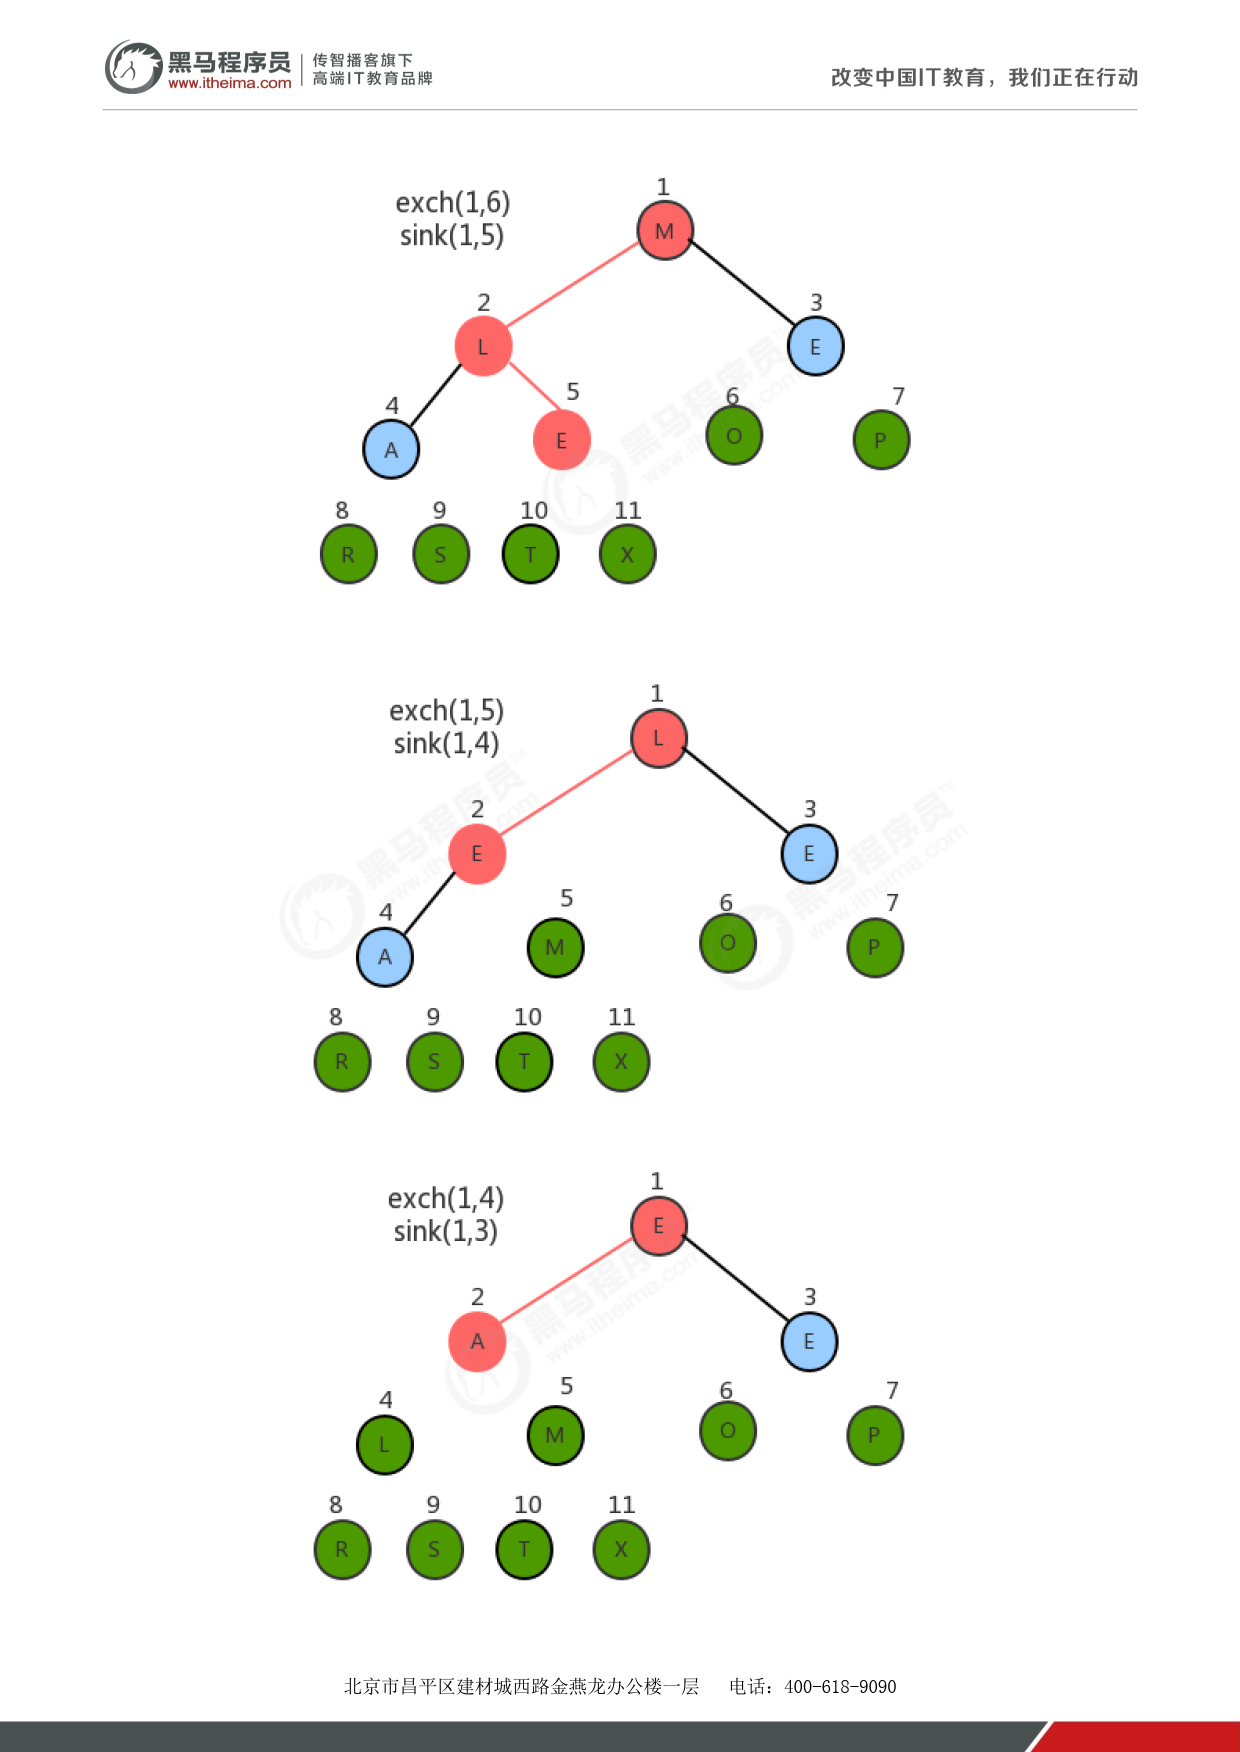 黑马程序员
www.itheima.com
传智播客旗下
高端IT教育品牌
改变中国IT教育，我们正在行动
exch(1,6)
sink(1,5)
1
M
2
L
3
E
4
A
5
E
6
O
7
P
8
R
9
S
10
T
11
X
exch(1,5)
sink(1,4)
1
L
2
E
3
E
4
A
5
M
6
O
7
P
8
R
9
S
10
T
11
X
exch(1,4)
sink(1,3)
1
E
2
A
3
E
4
L
5
M
6
O
7
P
8
R
9
S
10
T
11
X
北京市昌平区建材城西路金燕龙办公楼一层 电话：400-618-9090